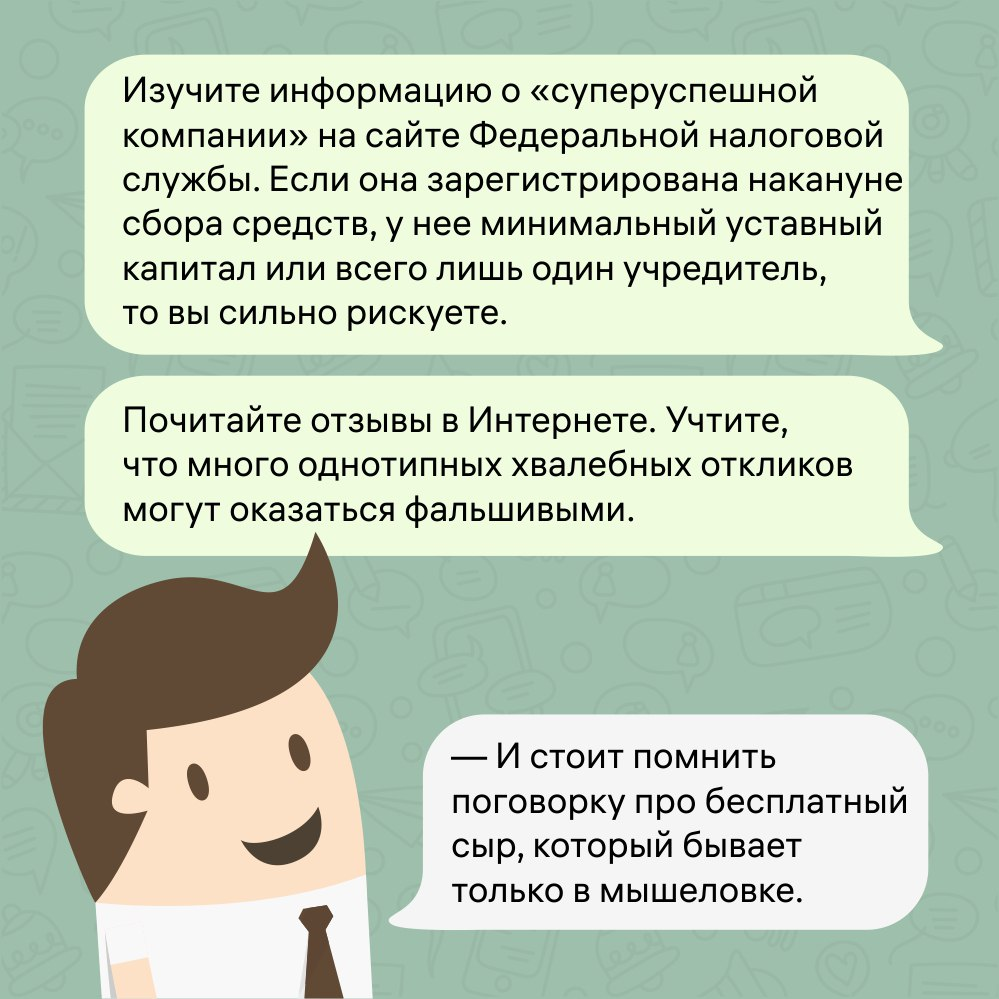 Изучите информацию о «суперуспешной
компании» на сайте Федеральной налоговой
службы. Если она зарегистрирована накануне
сбора средств, у нее минимальный уставный
капитал или всего лишь один учредитель,
то вы сильно рискуете.
Почитайте отзывы в Интернете. Учтите,
что много однотипных хвалебных откликов
могут оказаться фальшивыми.
— И стоит помнить
поговорку про бесплатный
сыр, который бывает
только в мышеловке.